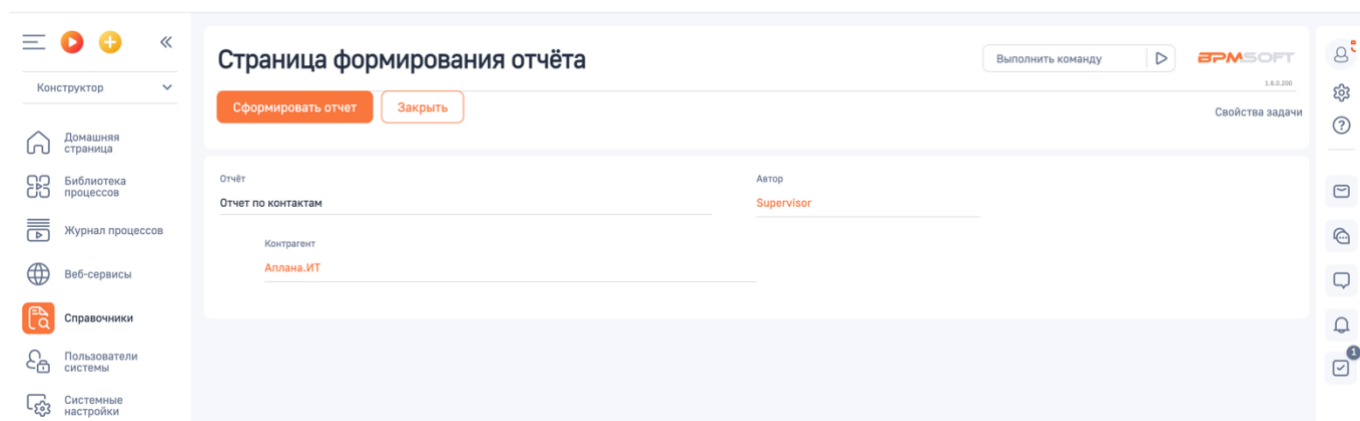 Конструктор
Домашняя
страница
Библиотека
процессов
Журнал процессов
Веб-сервисы
Справочники
Пользователи
системы
Системные
настройки
Страница формирования отчёта
Выполнить команду
BPMSOFT
1.6.0.200
Сформировать отчет
Закрыть
Свойства задачи
Отчёт
Автор
Отчет по контактам
Supervisor
Контрагент
Аплана.ИТ
1